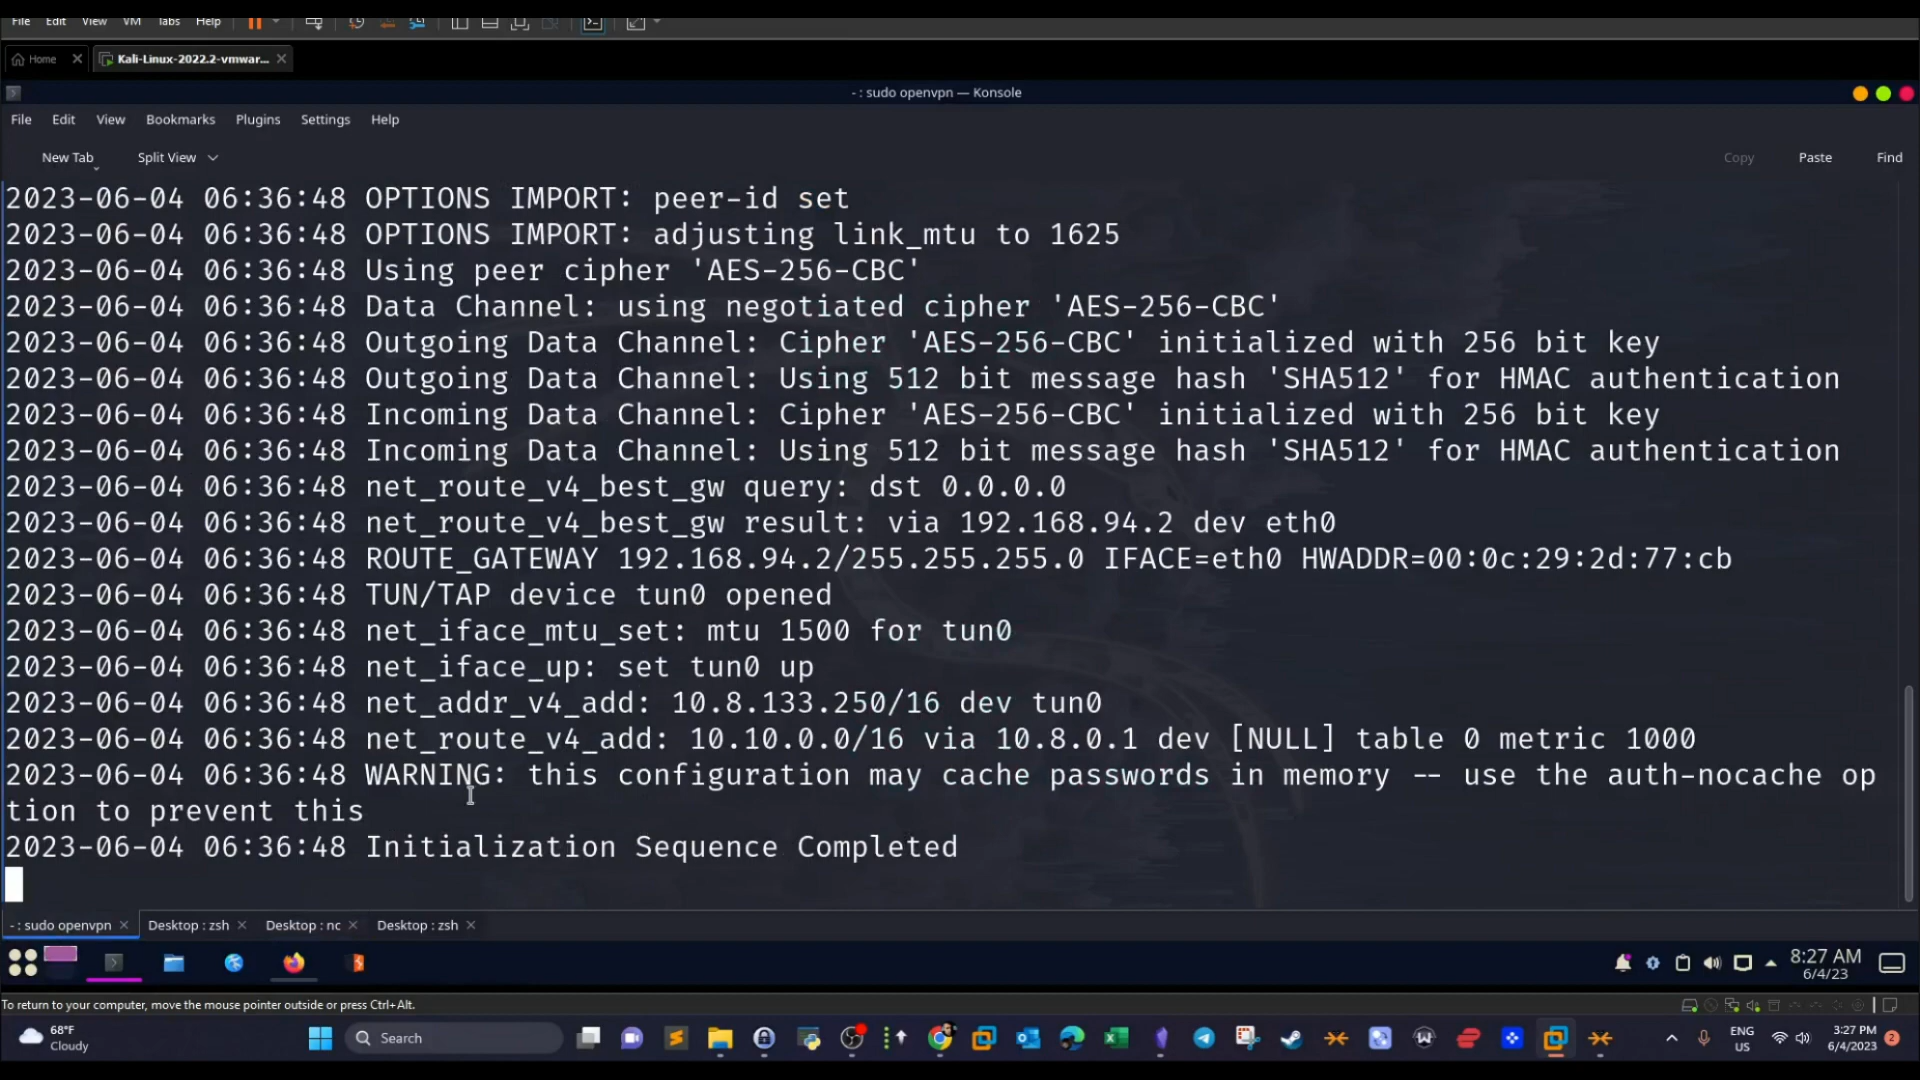 File Edit View VM Tabs Help
Home Kali-Linux-2022.2-vmwar...
- : sudo openvpn — Konsole
File Edit View Bookmarks Plugins Settings Help
New Tab Split View Copy Paste Find
2023-06-04 06:36:48 OPTIONS IMPORT: peer-id set
2023-06-04 06:36:48 OPTIONS IMPORT: adjusting link_mtu to 1625
2023-06-04 06:36:48 Using peer cipher 'AES-256-CBC'
2023-06-04 06:36:48 Data Channel: using negotiated cipher 'AES-256-CBC'
2023-06-04 06:36:48 Outgoing Data Channel: Cipher 'AES-256-CBC' initialized with 256 bit key
2023-06-04 06:36:48 Outgoing Data Channel: Using 512 bit message hash 'SHA512' for HMAC authentication
2023-06-04 06:36:48 Incoming Data Channel: Cipher 'AES-256-CBC' initialized with 256 bit key
2023-06-04 06:36:48 Incoming Data Channel: Using 512 bit message hash 'SHA512' for HMAC authentication
2023-06-04 06:36:48 net_route_v4_best_gw query: dst 0.0.0.0
2023-06-04 06:36:48 net_route_v4_best_gw result: via 192.168.94.2 dev eth0
2023-06-04 06:36:48 ROUTE_GATEWAY 192.168.94.2/255.255.255.0 IFACE=eth0 HWADDR=00:0c:29:2d:77:cb
2023-06-04 06:36:48 TUN/TAP device tun0 opened
2023-06-04 06:36:48 net_iface_mtu_set: mtu 1500 for tun0
2023-06-04 06:36:48 net_iface_up: set tun0 up
2023-06-04 06:36:48 net_addr_v4_add: 10.8.133.250/16 dev tun0
2023-06-04 06:36:48 net_route_v4_add: 10.10.0.0/16 via 10.8.0.1 dev [NULL] table 0 metric 1000
2023-06-04 06:36:48 WARNING: this configuration may cache passwords in memory -- use the auth-nocache op
tion to prevent this
2023-06-04 06:36:48 Initialization Sequence Completed
- : sudo openvpn Desktop : zsh Desktop : nc Desktop : zsh
8:27 AM
6/4/23
To return to your computer, move the mouse pointer outside or press Ctrl+Alt.
68°F
Cloudy
Search
ENG
US
3:27 PM
6/4/2023
2